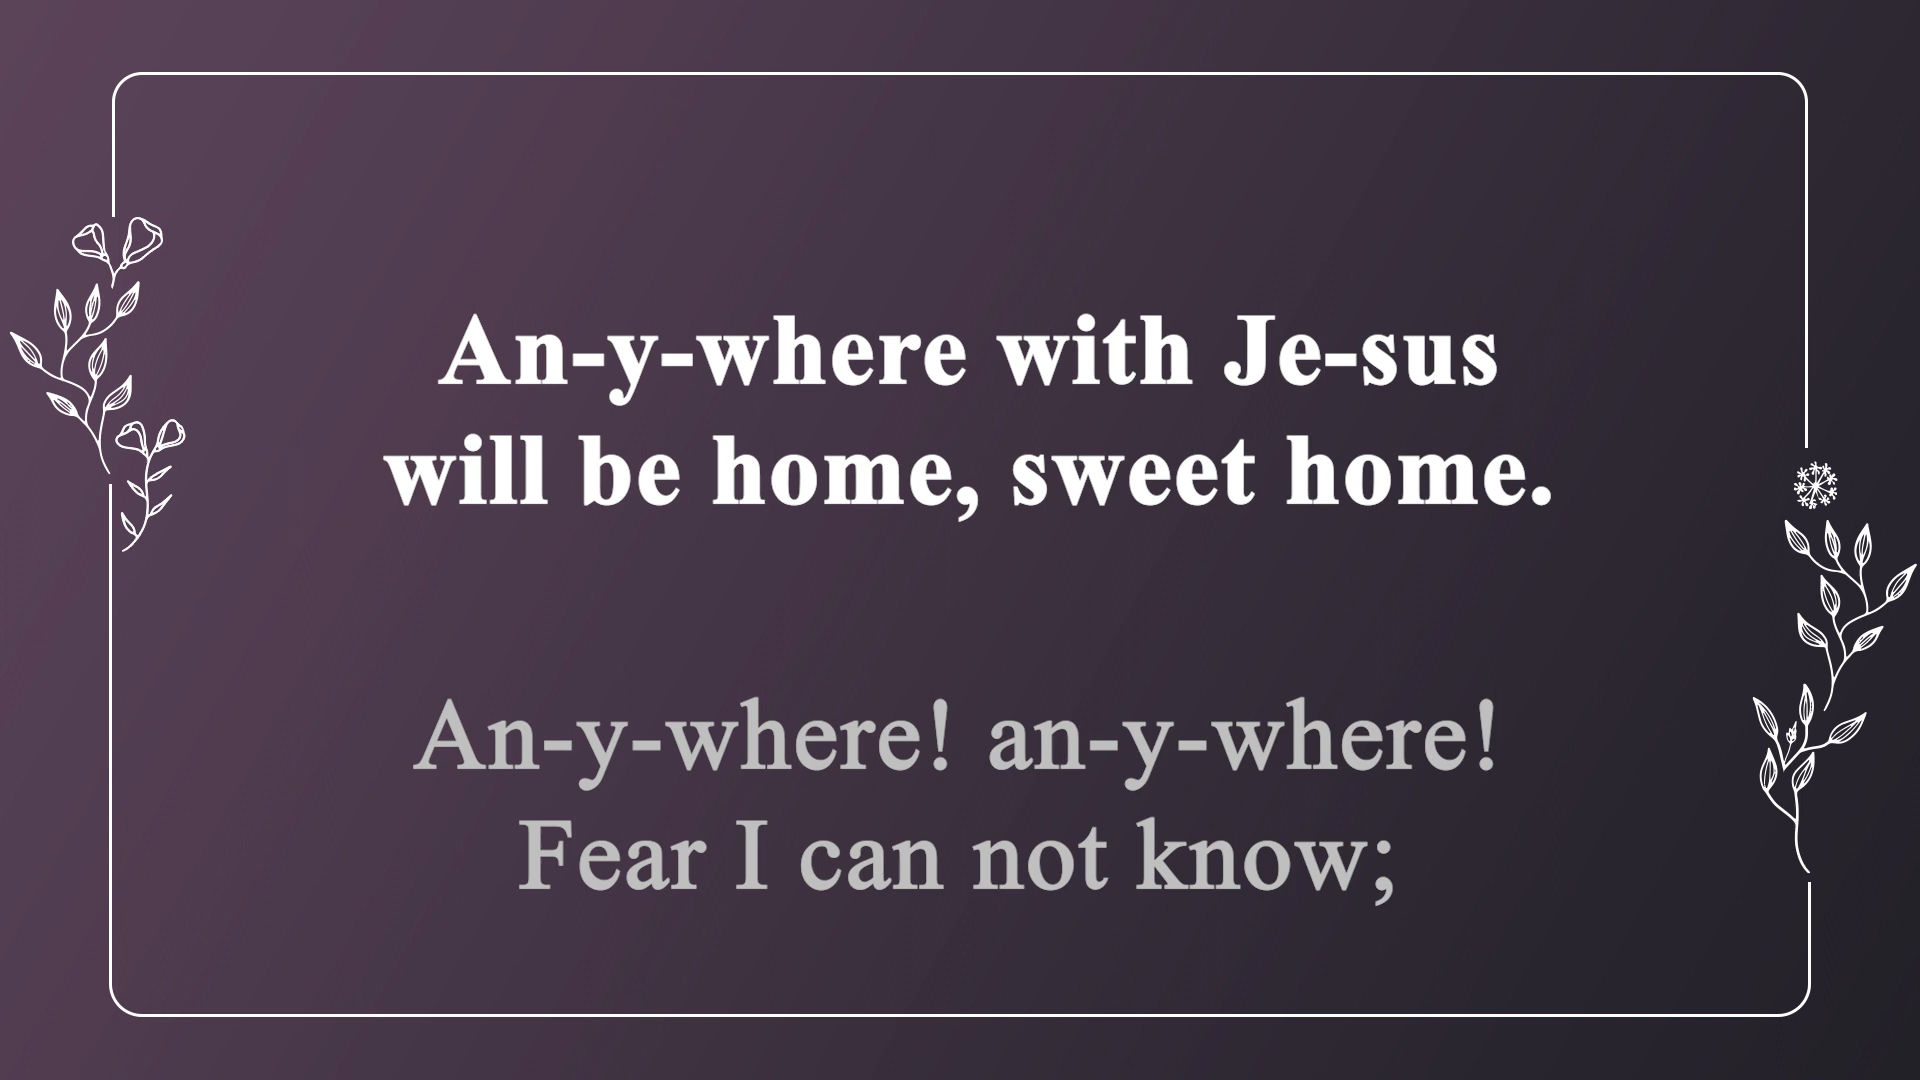 An-y-where with Je-sus
will be home, sweet home.
An-y-where! an-y-where!
Fear I can not know;